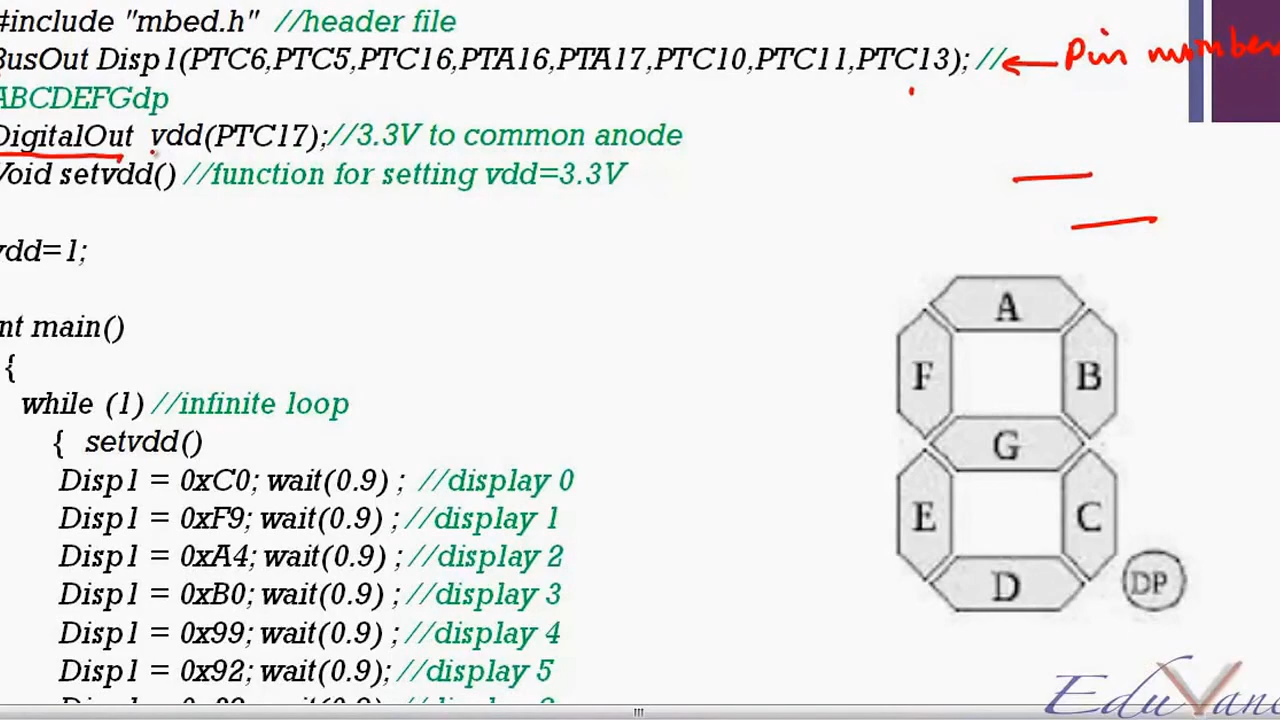 #include "mbed.h" //header file
BusOut Disp1(PTC6,PTC5,PTC16,PTA16,PTA17,PTC10,PTC11,PTC13); // ← Pin number
ABCDEFGdp
DigitalOut vdd(PTC17);//3.3V to common anode
Void setvdd() //function for setting vdd=3.3V
vdd=1;
int main()
{
while (1) //infinite loop
{ setvdd()
Disp1 = 0xC0; wait(0.9) ; //display 0
Disp1 = 0xF9; wait(0.9) ; //display 1
Disp1 = 0xA4; wait(0.9) ; //display 2
Disp1 = 0xB0; wait(0.9) ; //display 3
Disp1 = 0x99; wait(0.9) ; //display 4
Disp1 = 0x92; wait(0.9); //display 5
A
F
B
G
E
C
D
DP
EduVanc